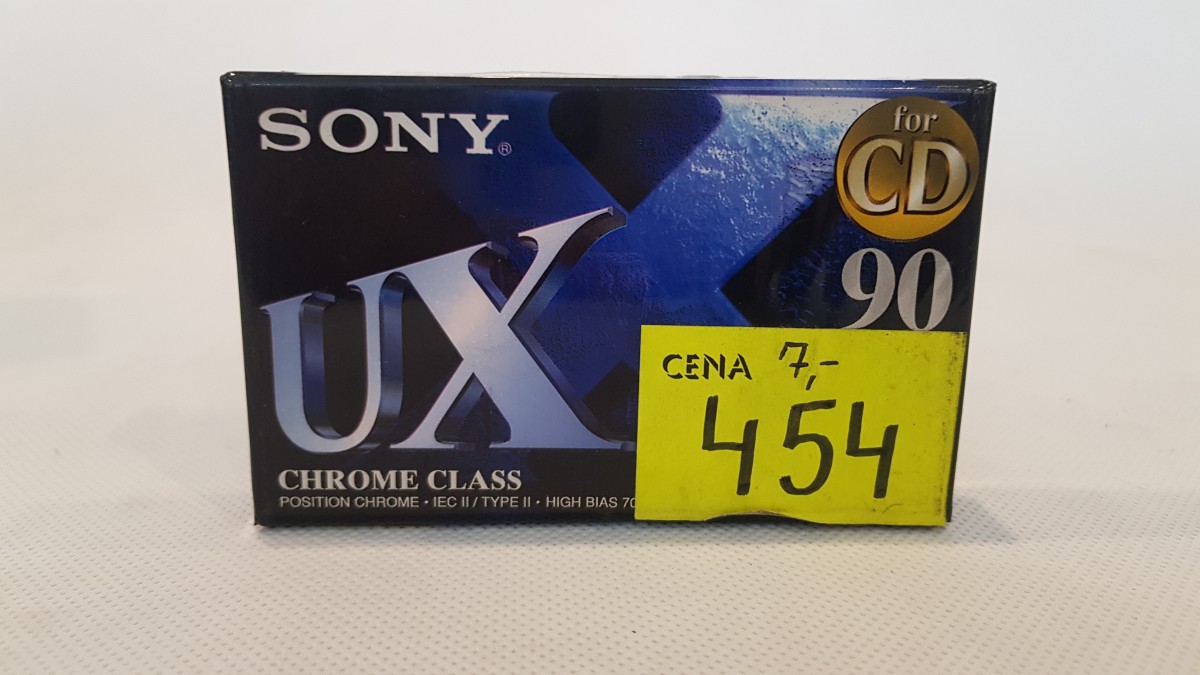 SONY®
for
CD
90
UX
CENA 7,-
454
CHROME CLASS
POSITION CHROME • IEC II / TYPE II • HIGH BIAS 70